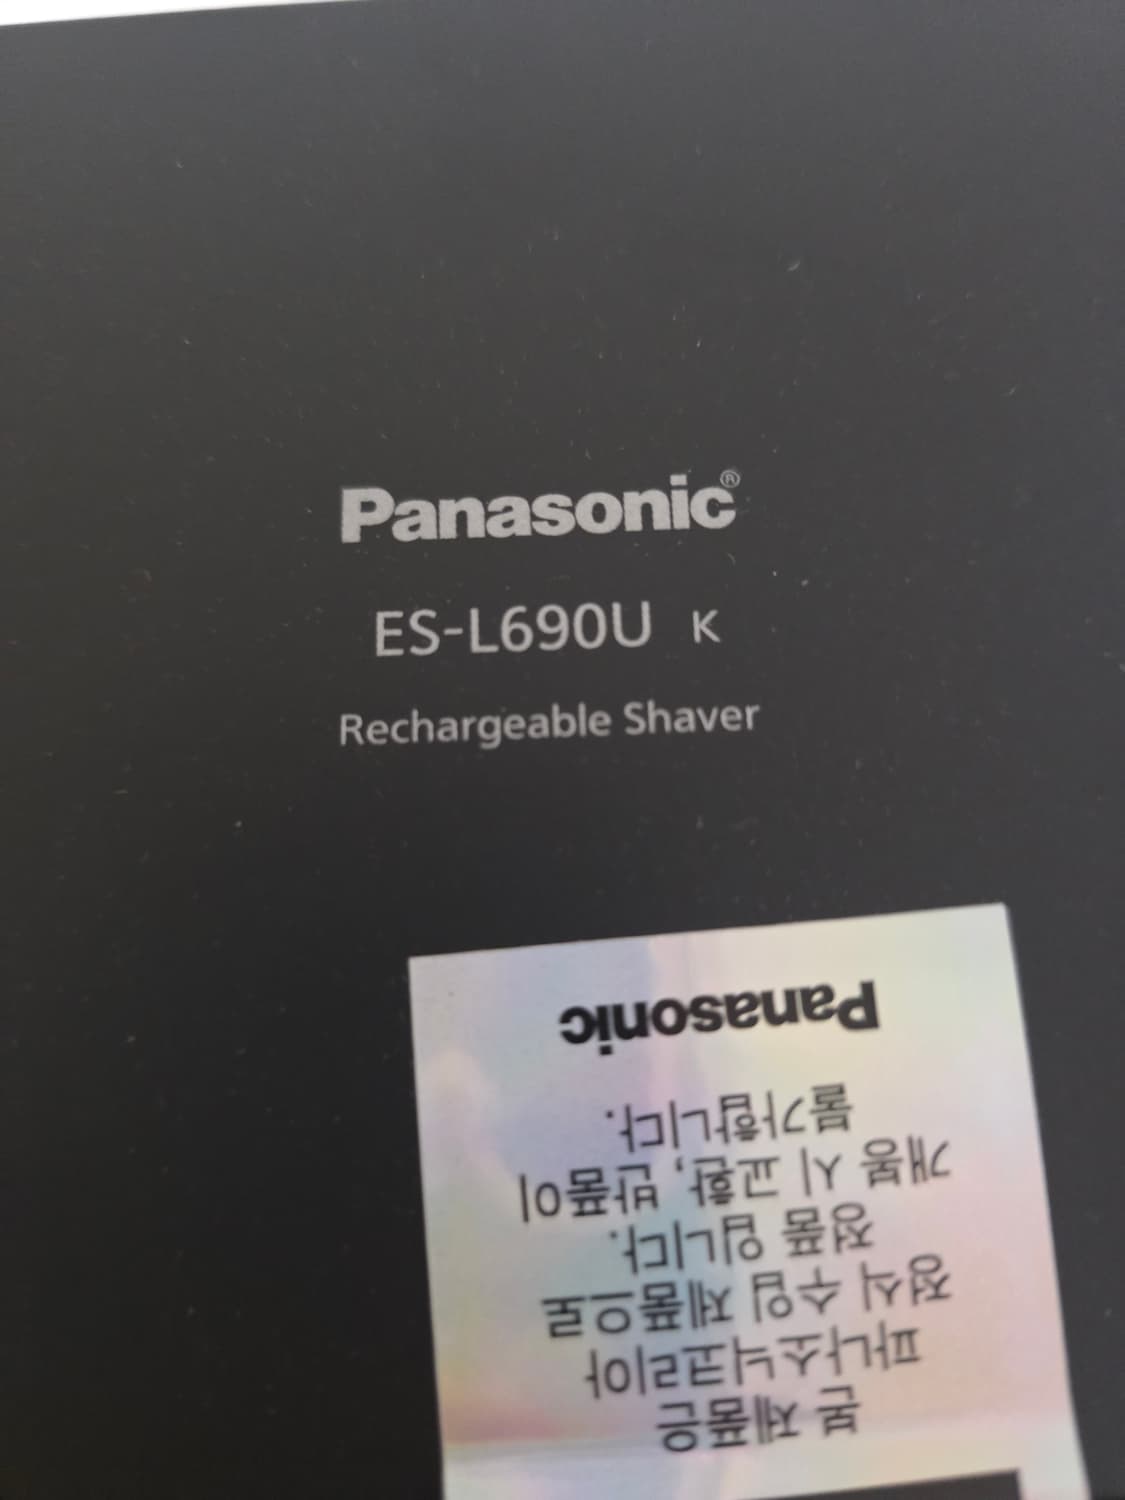 Panasonic®
ES-L690U K
Rechargeable Shaver
본 제품은
파나소닉코리아
정식 수입 제품으로
정품 입니다.
개봉 시 교환, 반품이
불가합니다.
Panasonic